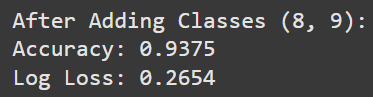 After Adding Classes (8, 9):
Accuracy: 0.9375
Log Loss: 0.2654